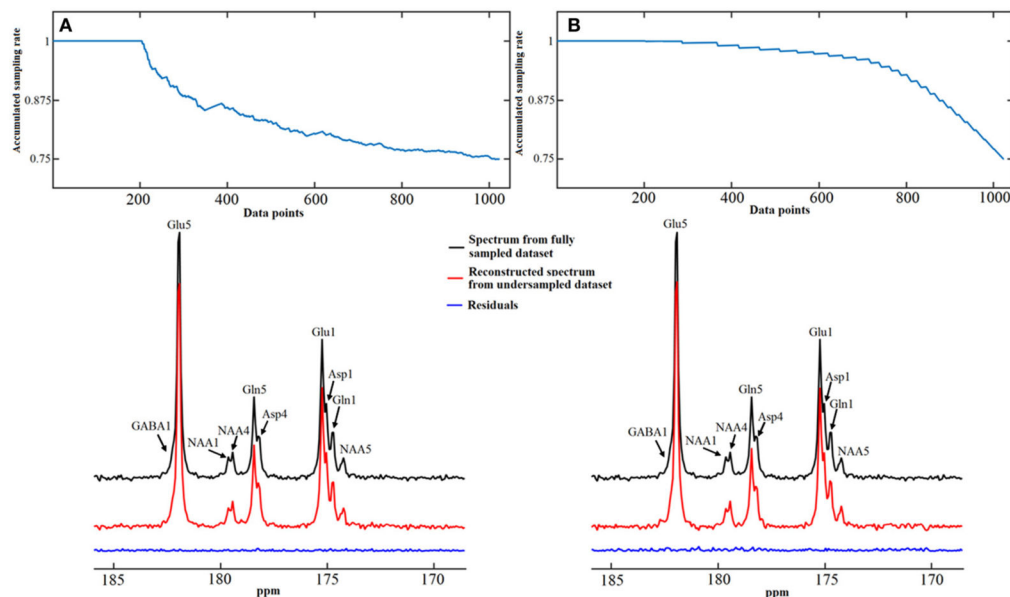 A
Accumulated sampling rate
1
0.875
0.75
200
400
600
800
1000
Data points
B
Accumulated sampling rate
1
0.875
0.75
200
400
600
800
1000
Data points
Spectrum from fully
sampled dataset
Reconstructed spectrum
from undersampled dataset
Residuals
Glu5
GABA1
NAA1
NAA4
Gln5
Asp4
Glu1
Asp1
Gln1
NAA5
185
180
175
170
ppm
Glu5
GABA1
NAA1
NAA4
Gln5
Asp4
Glu1
Asp1
Gln1
NAA5
185
180
175
170
ppm